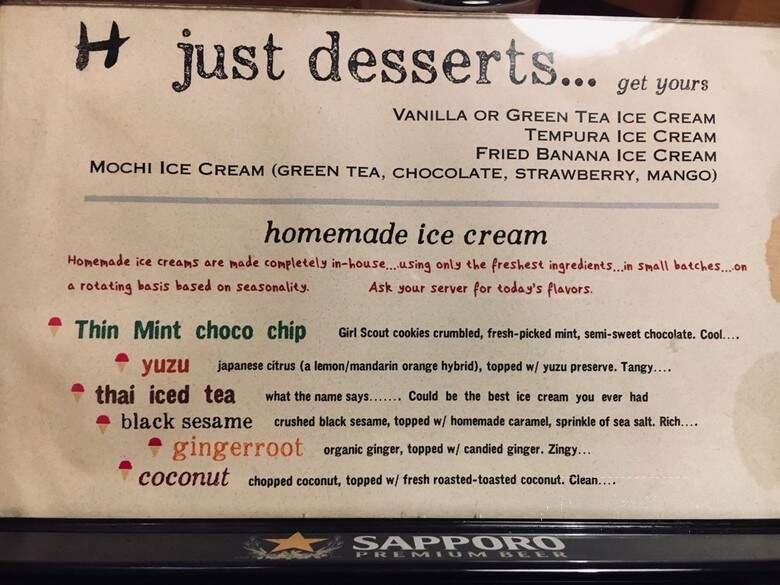 H just desserts... get yours
VANILLA OR GREEN TEA ICE CREAM
TEMPURA ICE CREAM
FRIED BANANA ICE CREAM
MOCHI ICE CREAM (GREEN TEA, CHOCOLATE, STRAWBERRY, MANGO)
homemade ice cream
Homemade ice creams are made completely in-house...using only the freshest ingredients...in small batches...on
a rotating basis based on seasonality. Ask your server for today's flavors.
Thin Mint choco chip Girl Scout cookies crumbled, fresh-picked mint, semi-sweet chocolate. Cool....
yuzu japanese citrus (a lemon/mandarin orange hybrid), topped w/ yuzu preserve. Tangy....
thai iced tea what the name says....... Could be the best ice cream you ever had
black sesame crushed black sesame, topped w/ homemade caramel, sprinkle of sea salt. Rich....
gingerroot organic ginger, topped w/ candied ginger. Zingy...
coconut chopped coconut, topped w/ fresh roasted-toasted coconut. Clean....
SAPPORO
PREMIUM BEER